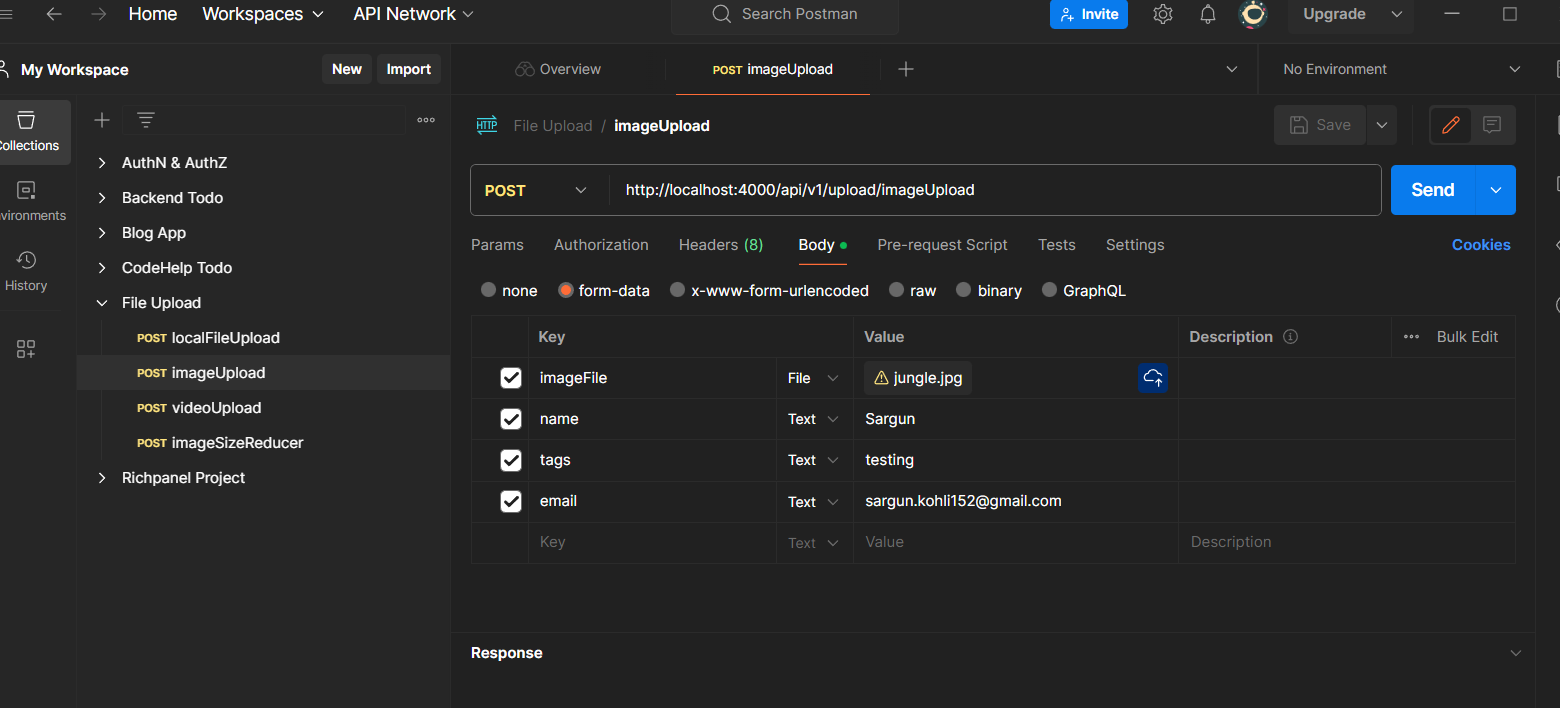 Home Workspaces API Network Search Postman Invite Upgrade
My Workspace New Import Overview POST imageUpload No Environment
HTTP File Upload / imageUpload Save
ollections
AuthN & AuthZ
Backend Todo
Blog App
CodeHelp Todo
File Upload
POST localFileUpload
POST imageUpload
POST videoUpload
POST imageSizeReducer
Richpanel Project
vironments
History
POST http://localhost:4000/api/v1/upload/imageUpload Send
Params Authorization Headers (8) Body Pre-request Script Tests Settings Cookies
none form-data x-www-form-urlencoded raw binary GraphQL
Key Value Description Bulk Edit
imageFile File jungle.jpg
name Text Sargun
tags Text testing
email Text sargun.kohli152@gmail.com
Key Text Value Description
Response